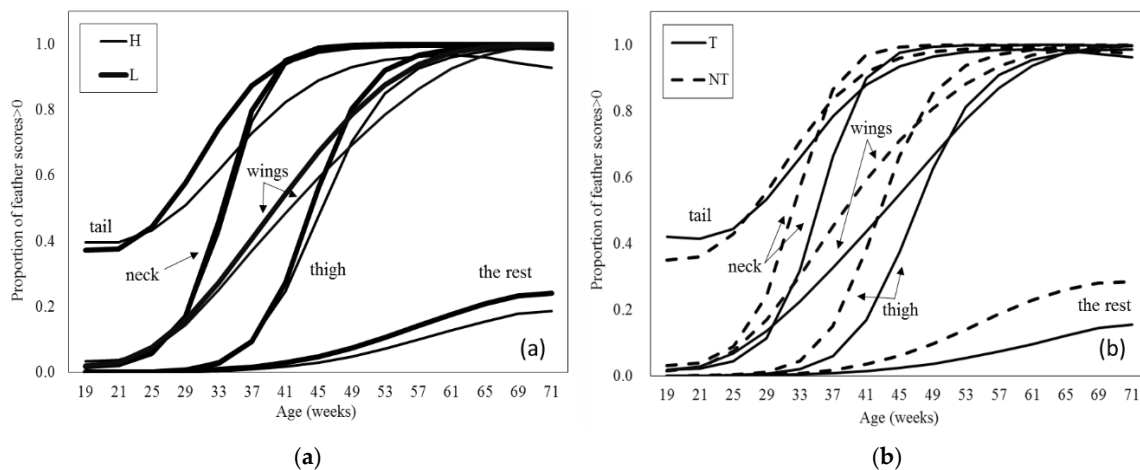 1.0
0.8
0.6
0.4
0.2
0.0
Proportion of feather scores>0
H
L
tail
neck
wings
thigh
the rest
(a)
19 21 25 29 33 37 41 45 49 53 57 61 65 69 71
Age (weeks)
(a)
1.0
0.8
0.6
0.4
0.2
0.0
Proportion of feather scores>0
T
NT
wings
tail
neck
thigh
the rest
(b)
19 21 25 29 33 37 41 45 49 53 57 61 65 69 71
Age (weeks)
(b)